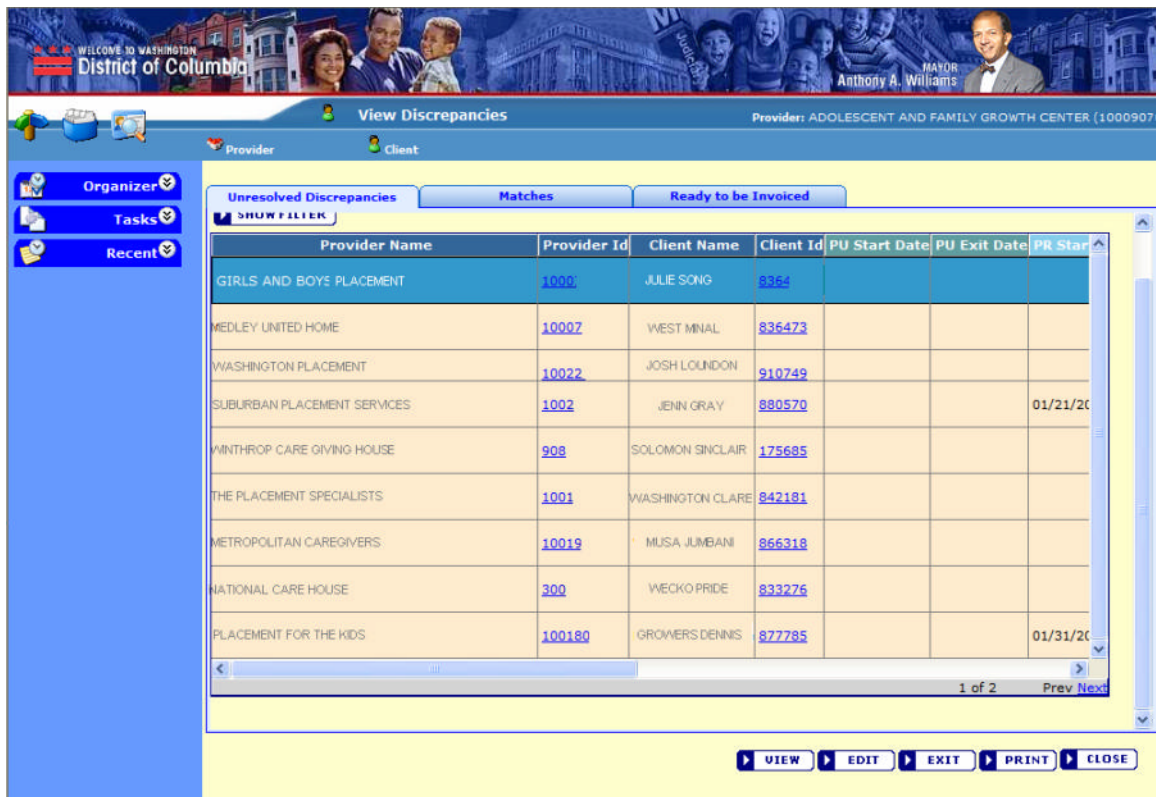 WELCOME TO WASHINGTON
District of Columbia
Judiciary
MAYOR
Anthony A. Williams
View Discrepancies
Provider: ADOLESCENT AND FAMILY GROWTH CENTER (1000907
Provider Client
Organizer
Tasks
Recent
Unresolved Discrepancies Matches Ready to be Invoiced
SHOW FILTER
Provider Name Provider Id Client Name Client Id PU Start Date PU Exit Date PR Star
GIRLS AND BOYS PLACEMENT 1000 JULIE SONG 8364
MEDLEY UNITED HOME 10007 WEST MINAL 836473
WASHINGTON PLACEMENT 10022 JOSH LOUNDON 910749
SUBURBAN PLACEMENT SERVICES 1002 JENN GRAY 880570 01/21/20
WINTHROP CARE GIVING HOUSE 908 SOLOMON SINCLAIR 175685
THE PLACEMENT SPECIALISTS 1001 WASHINGTON CLARE 842181
METROPOLITAN CAREGIVERS 10019 MUSA JUMBANI 866318
NATIONAL CARE HOUSE 300 WECKO PRIDE 833276
PLACEMENT FOR THE KIDS 100180 GROWERS DENNIS 877785 01/31/20
1 of 2 Prev Next
VIEW EDIT EXIT PRINT CLOSE